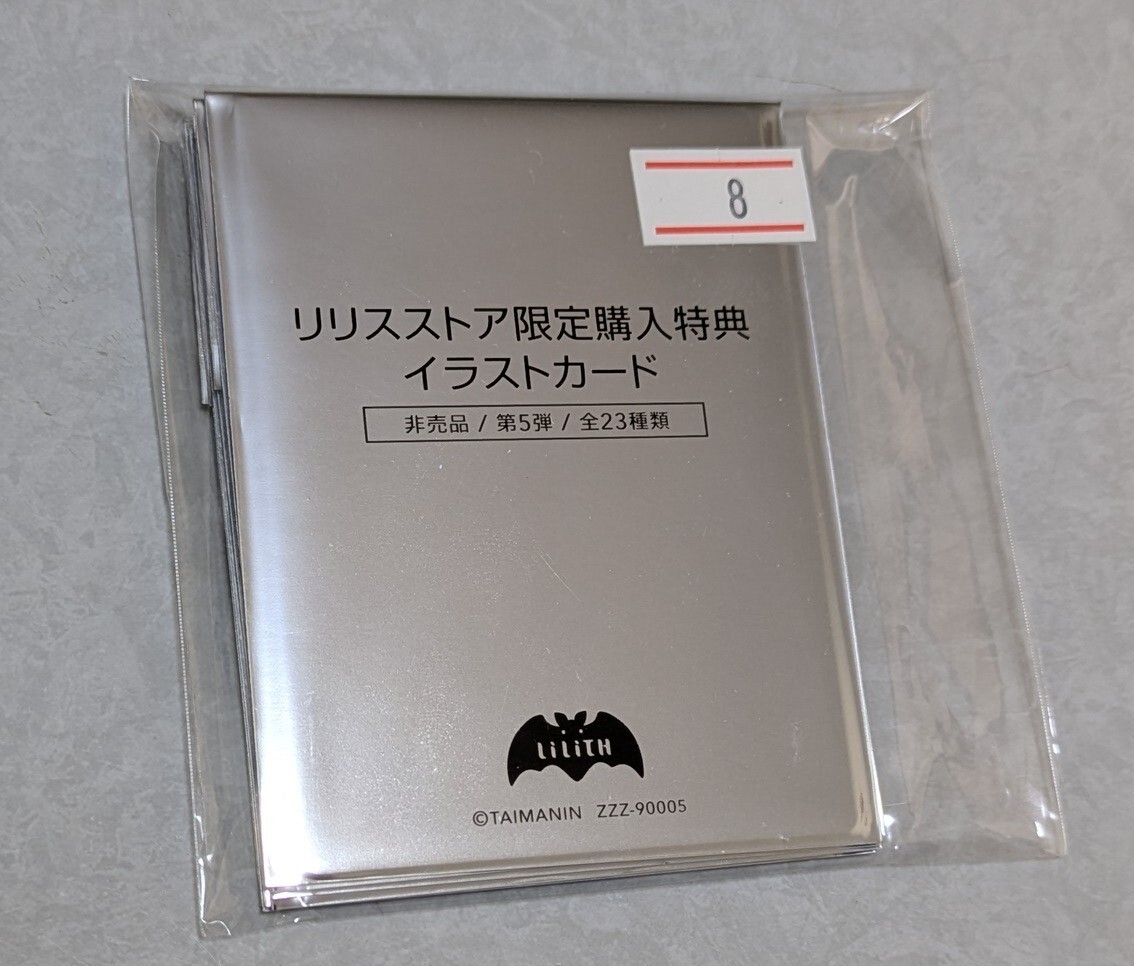 8
リリスストア限定購入特典
イラストカード
非売品 / 第5弾 / 全23種類
LiLiTH
©TAIMANIN ZZZ-90005